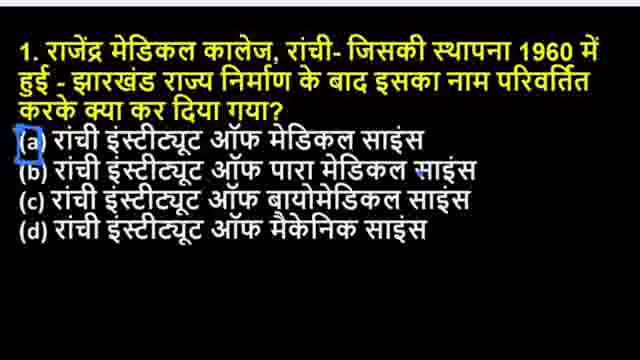 1. राजेंद्र मेडिकल कालेज, रांची- जिसकी स्थापना 1960 में
हुई - झारखंड राज्य निर्माण के बाद इसका नाम परिवर्तित
करके क्या कर दिया गया?
(a) रांची इंस्टीट्यूट ऑफ मेडिकल साइंस
(b) रांची इंस्टीट्यूट ऑफ पारा मेडिकल साइंस
(c) रांची इंस्टीट्यूट ऑफ बायोमेडिकल साइंस
(d) रांची इंस्टीट्यूट ऑफ मैकेनिक साइंस